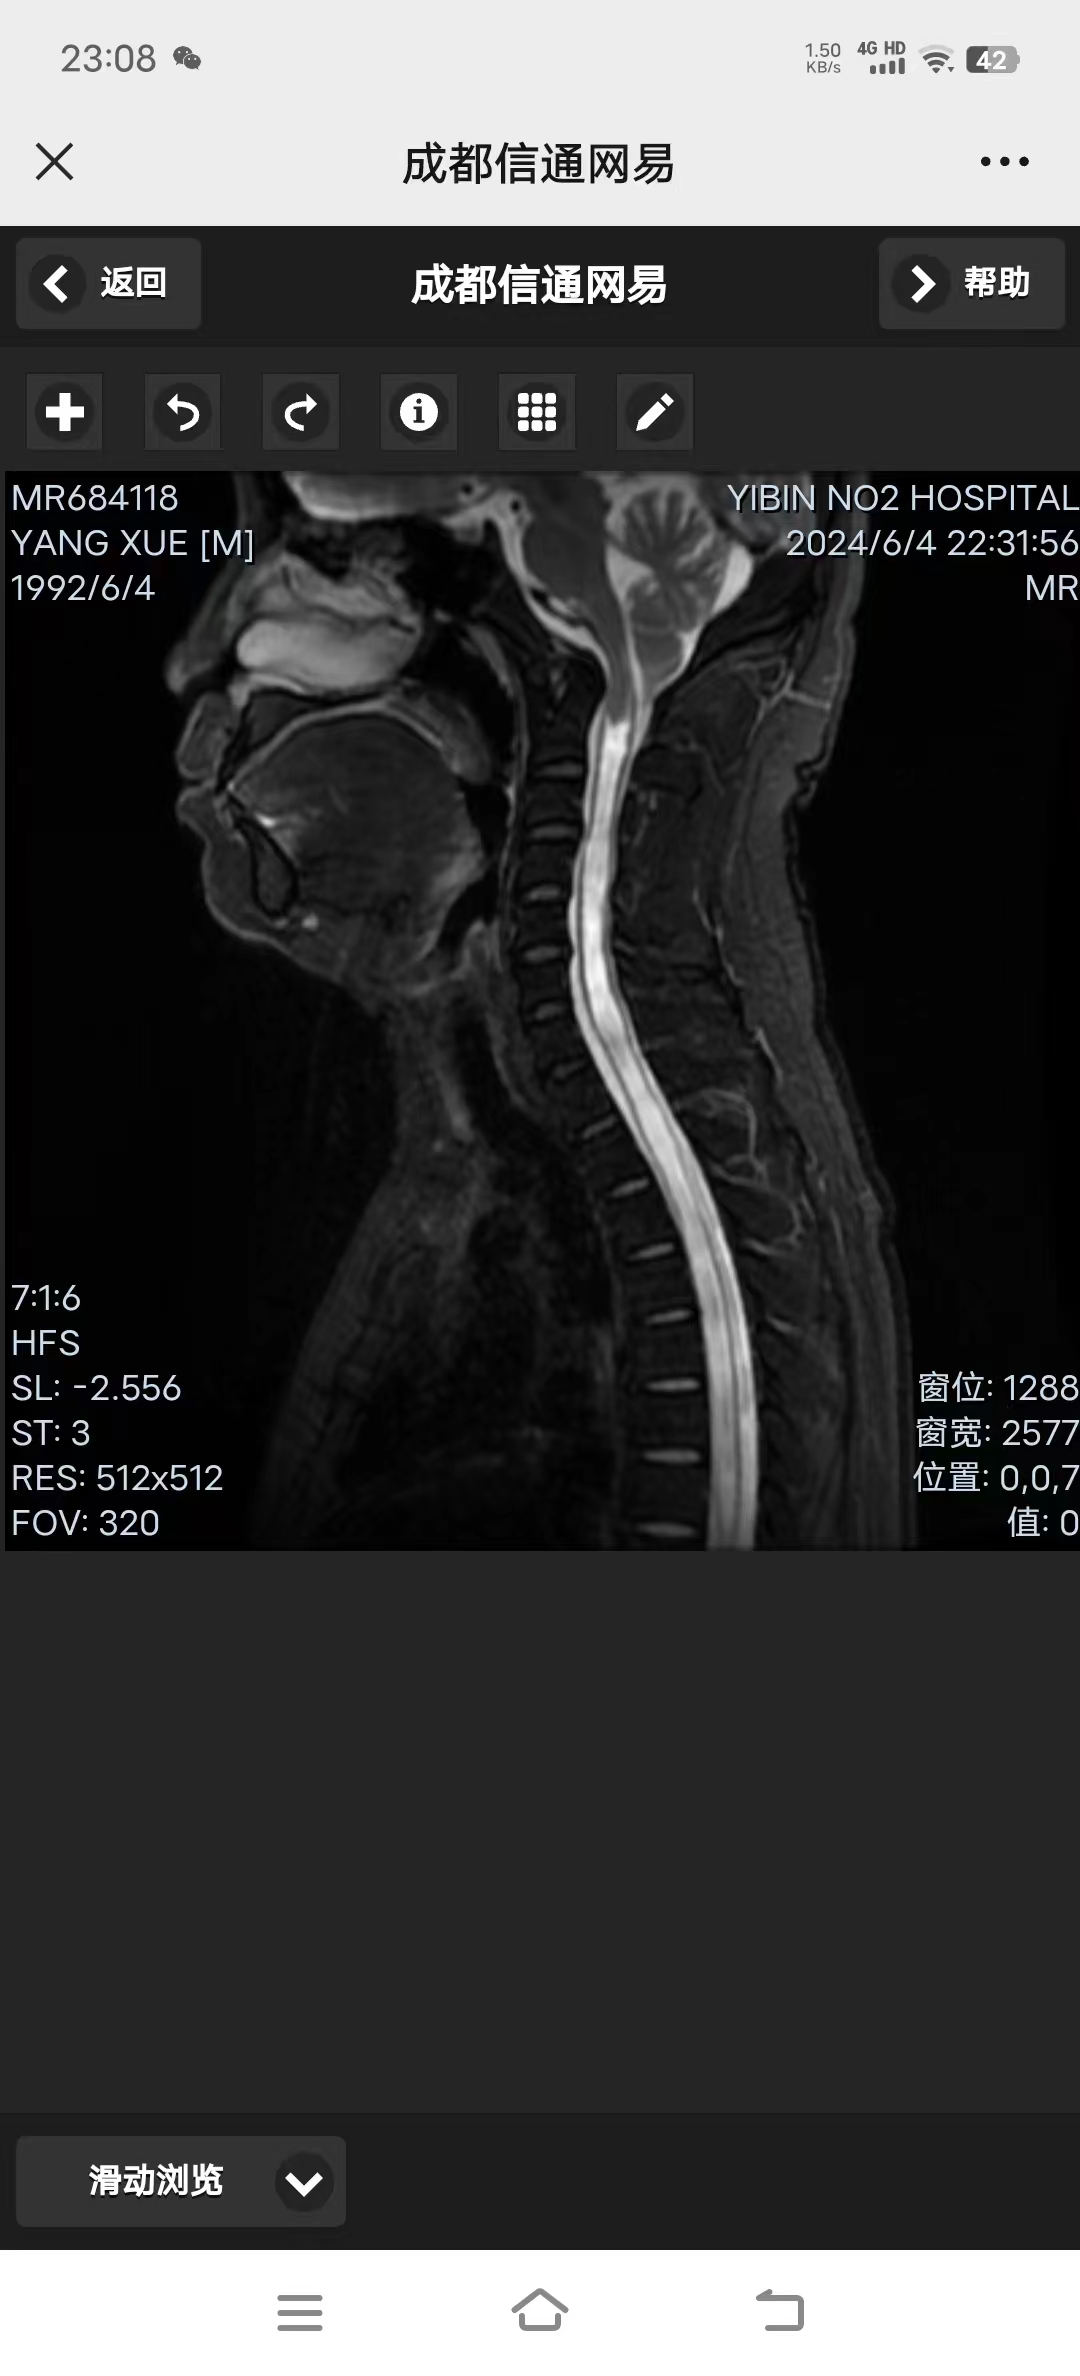 23:08
1.50 KB/s
4G HD
42
成都信通网易
返回
成都信通网易
帮助
MR684118
YANG XUE [M]
1992/6/4
YIBIN NO2 HOSPITAL
2024/6/4 22:31:56
MR
7:1:6
HFS
SL: -2.556
ST: 3
RES: 512x512
FOV: 320
窗位: 1288
窗宽: 2577
位置: 0,0,7
值: 0
滑动浏览